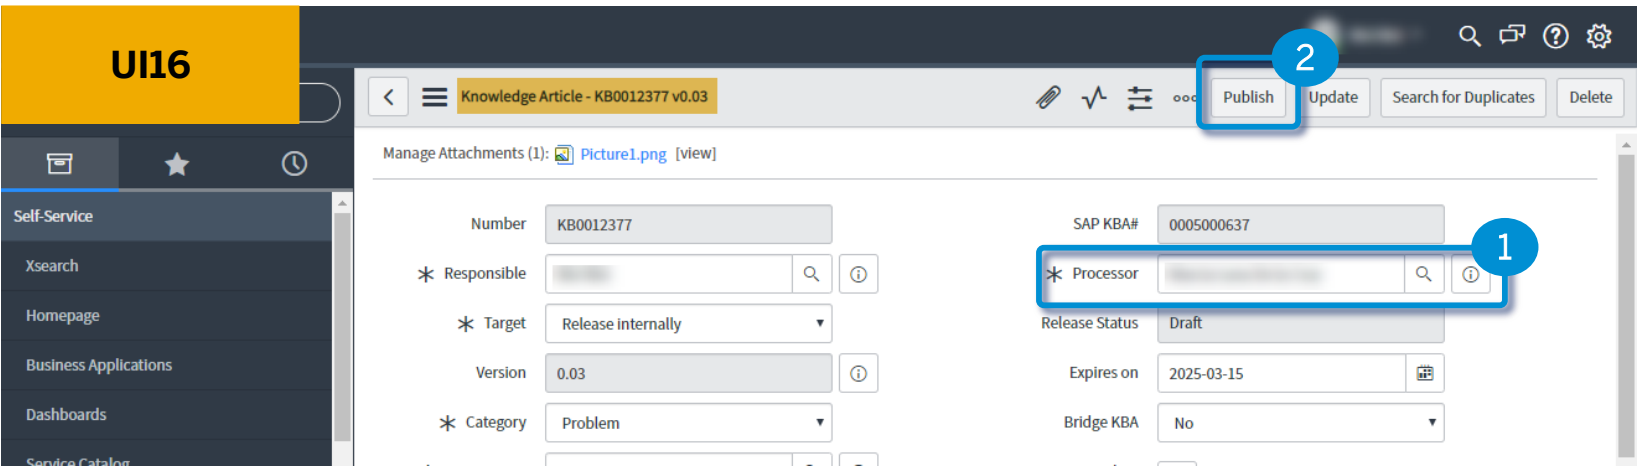 UI16
2
Knowledge Article - KB0012377 v0.03
Publish
Update
Search for Duplicates
Delete
Manage Attachments (1): Picture1.png [view]
Self-Service
Number KB0012377
SAP KBA# 0005000637
1
Xsearch
Responsible
Processor
Homepage
Target Release internally
Release Status Draft
Business Applications
Version 0.03
Expires on 2025-03-15
Dashboards
Category Problem
Bridge KBA No
Service Catalog